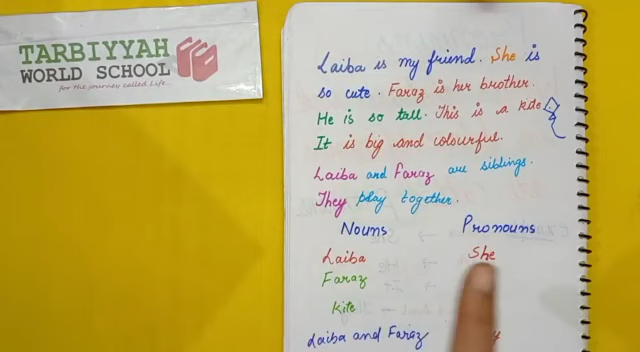 TARBIYYAH
WORLD SCHOOL
for the journey called Life...
Laiba is my friend. She is
so cute. Faraz is her brother.
He is so tall. This is a kite
It is big and colourful.
Laiba and Faraz are siblings.
They play together.
Nouns Pronouns
Laiba She
Faraz
Kite
Laiba and Faraz